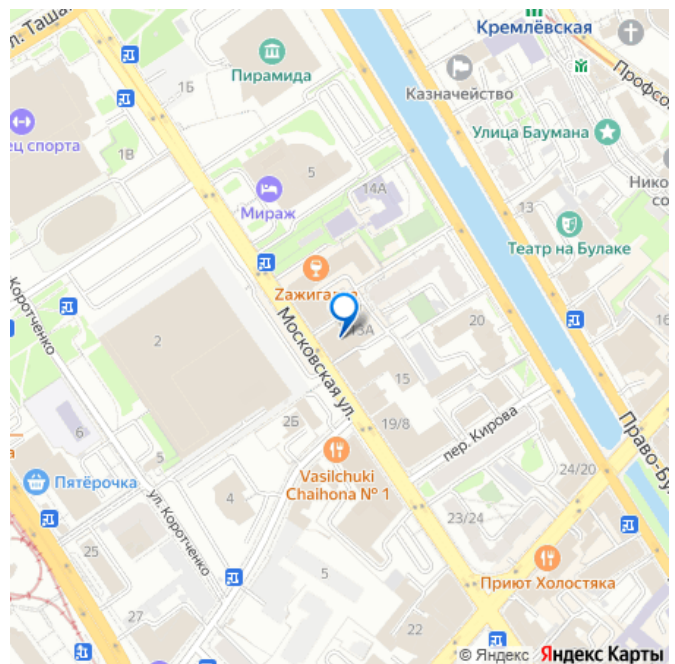 л. Таша
Кремлёвская
Профсо
1Б
Пирамида
Казначейство
Улица Баумана
ец спорта
1В
5
14А
Мираж
Нико
со
13
Театр на Булаке
Zажига
Коротченко
Московская ул.
13А
20
16
2
15
2Б
19/8
пер. Кирова
6
5
Vasilchuki
Chaihona № 1
Право-Бу
а
Пятёрочка
4
ул. Коротченко
24/20
23/24
25
5
Приют Холостяка
27
22
© Яндекс Яндекс Карты